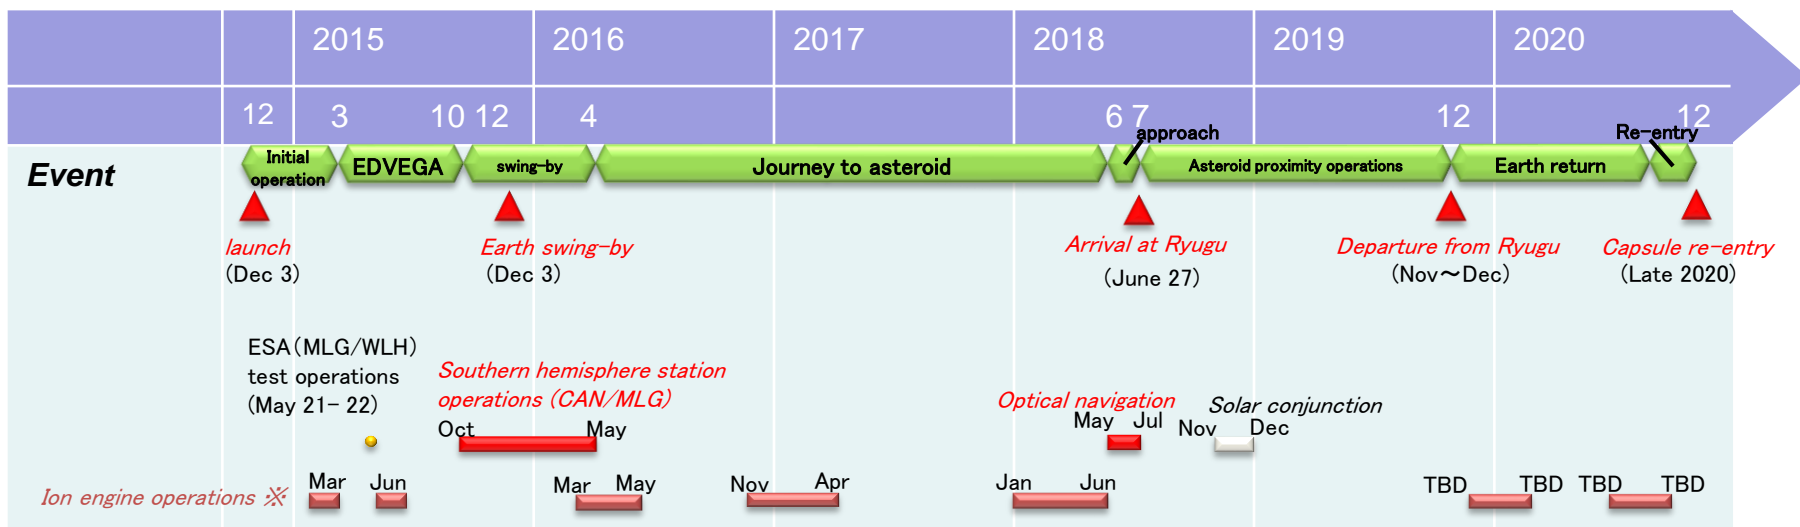 2015 2016 2017 2018 2019 2020
12 3 10 12 4 6 7 12 12
approach Re-entry
Event
Initial operation EDVEGA swing-by Journey to asteroid Asteroid proximity operations Earth return
launch
(Dec 3)
Earth swing-by
(Dec 3)
Arrival at Ryugu
(June 27)
Departure from Ryugu
(Nov～Dec)
Capsule re-entry
(Late 2020)
ESA(MLG/WLH)
test operations
(May 21- 22)
Southern hemisphere station
operations (CAN/MLG)
Oct May
Optical navigation
May Jul
Solar conjunction
Nov Dec
Ion engine operations ※
Mar Jun Mar May Nov Apr Jan Jun TBD TBD TBD TBD